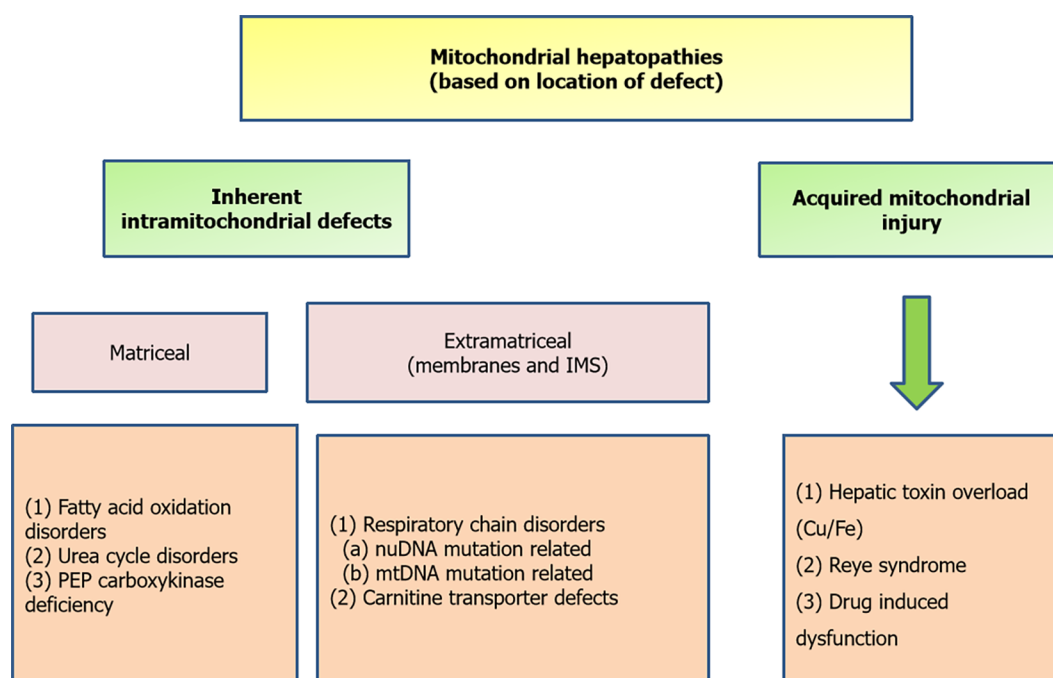 Mitochondrial hepatopathies
(based on location of defect)
Inherent
intramitochondrial defects
Acquired mitochondrial
injury
Matriceal
Extramatriceal
(membranes and IMS)
(1) Fatty acid oxidation
disorders
(2) Urea cycle disorders
(3) PEP carboxykinase
deficiency
(1) Respiratory chain disorders
(a) nuDNA mutation related
(b) mtDNA mutation related
(2) Carnitine transporter defects
(1) Hepatic toxin overload
(Cu/Fe)
(2) Reye syndrome
(3) Drug induced
dysfunction